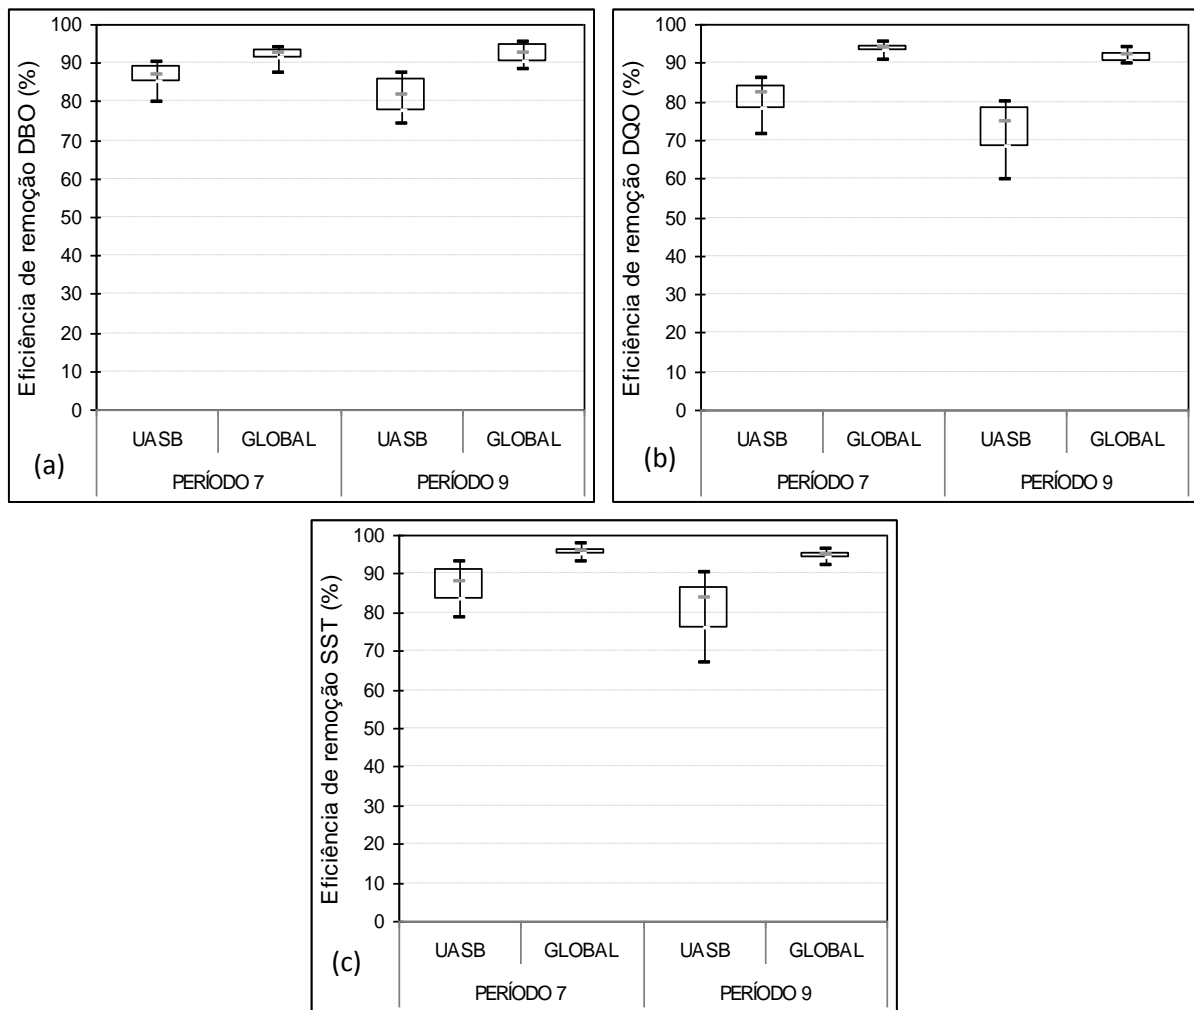 Eficiência de remoção DBO (%)
100
90
80
70
60
50
40
30
20
10
0
UASB GLOBAL UASB GLOBAL
PERÍODO 7 PERÍODO 9
(a)
Eficiência de remoção DQO (%)
100
90
80
70
60
50
40
30
20
10
0
UASB GLOBAL UASB GLOBAL
PERÍODO 7 PERÍODO 9
(b)
Eficiência de remoção SST (%)
100
90
80
70
60
50
40
30
20
10
0
UASB GLOBAL UASB GLOBAL
PERÍODO 7 PERÍODO 9
(c)